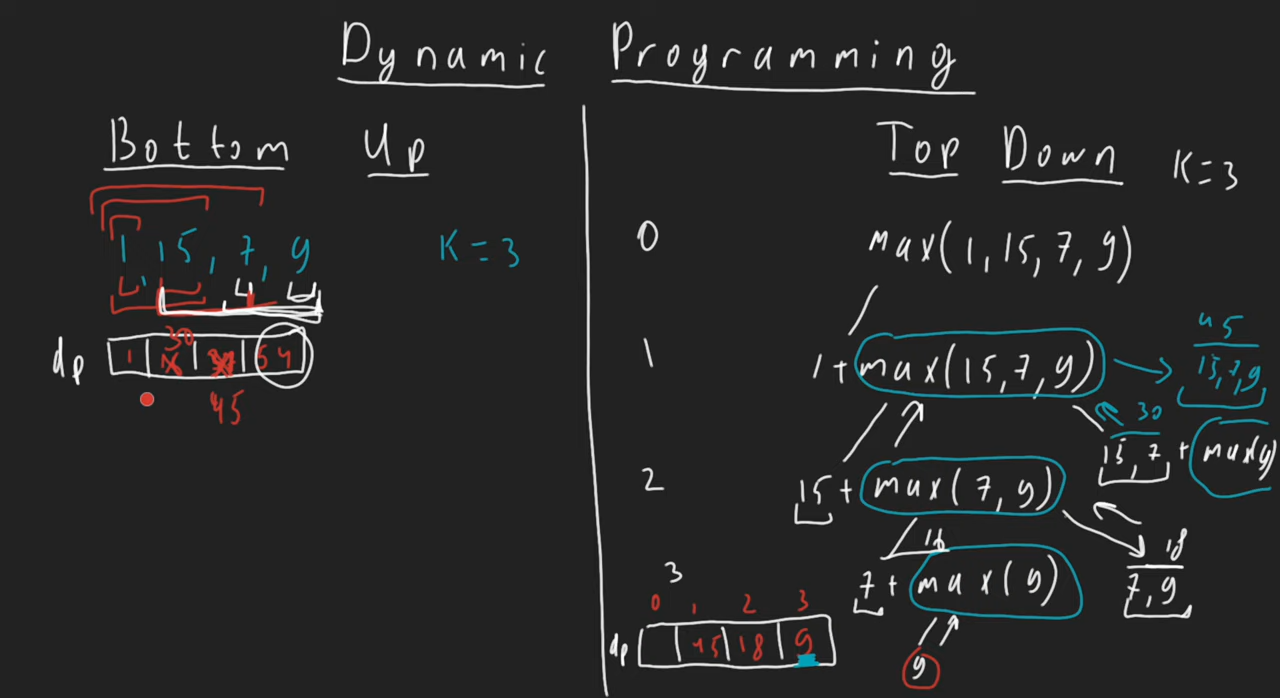 Dynamic Programming
Bottom Up
1, 15, 7, 9
K = 3
dp
30
1
54
45
Top Down
K = 3
0
max(1, 15, 7, 9)
1
1 + max(15, 7, 9)
45
15, 7, 9
30
15, 7 + max(9)
2
15 + max(7, 9)
16
18
7, 9
3
7 + max(9)
9
0 1 2 3
dp
45 18 9